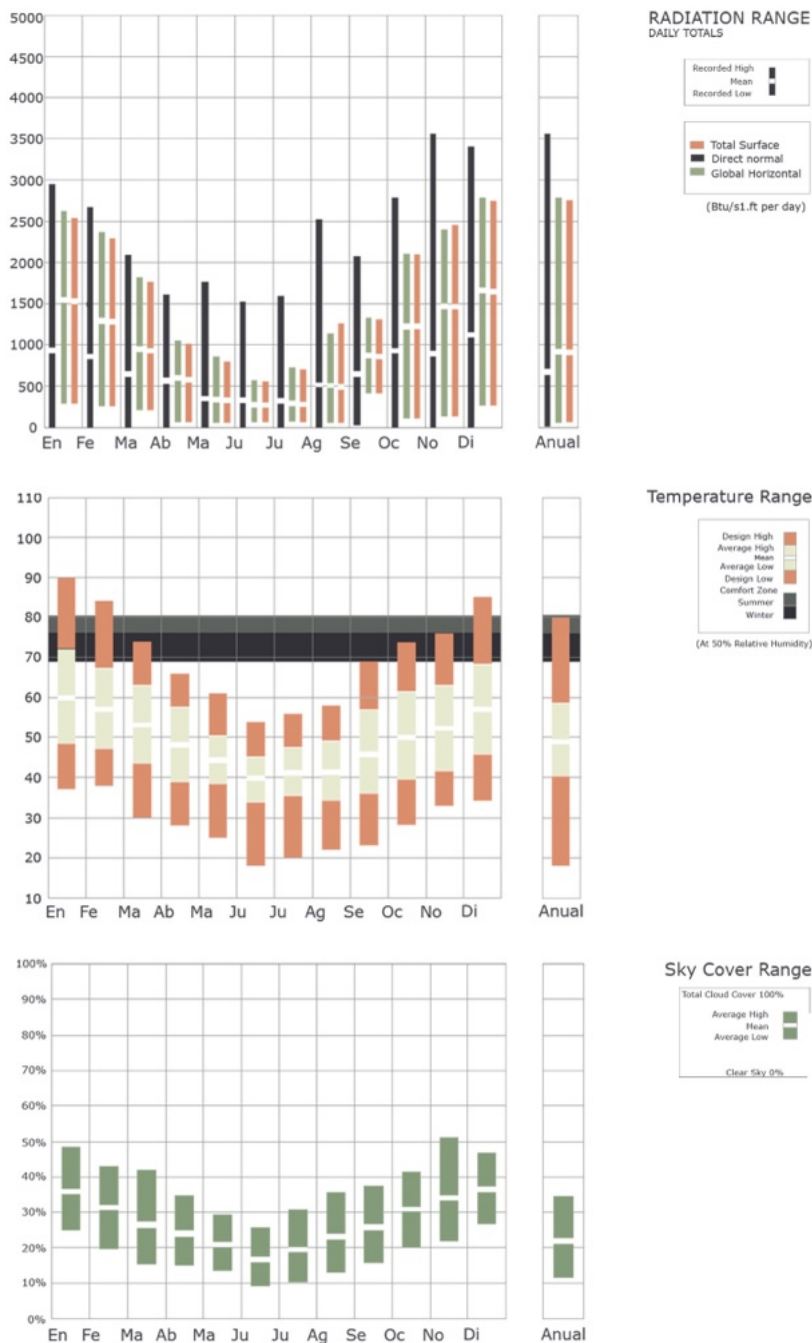 RADIATION RANGE
DAILY TOTALS
5000
4500
4000
3500
3000
2500
2000
1500
1000
500
0
En Fe Ma Ab Ma Ju Ju Ag Se Oc No Di Anual
Recorded High
Mean
Recorded Low
Total Surface
Direct normal
Global Horizontal
(Btu/s1.ft per day)
Temperature Range
110
100
90
80
70
60
50
40
30
20
10
En Fe Ma Ab Ma Ju Ju Ag Se Oc No Di Anual
Design High
Average High
Mean
Average Low
Design Low
Comfort Zone
Summer
Winter
(At 50% Relative Humidity)
Sky Cover Range
100%
90%
80%
70%
60%
50%
40%
30%
20%
10%
0%
En Fe Ma Ab Ma Ju Ju Ag Se Oc No Di Anual
Total Cloud Cover 100%
Average High
Mean
Average Low
Clear Sky 0%